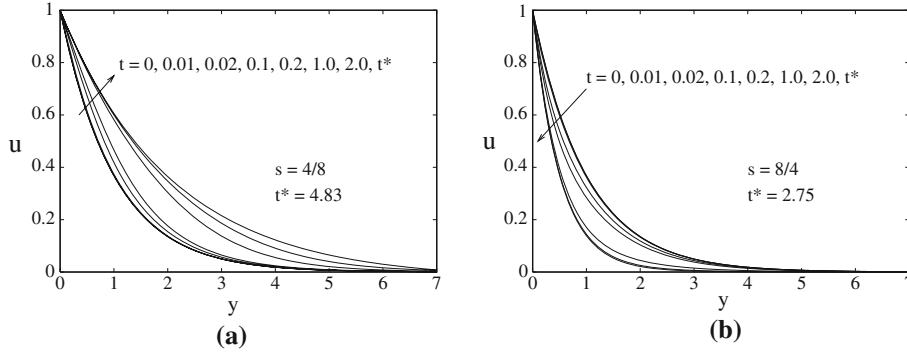 1
0.8
0.6
0.4
0.2
0
u
t = 0, 0.01, 0.02, 0.1, 0.2, 1.0, 2.0, t*
s = 4/8
t* = 4.83
0 1 2 3 4 5 6 7
y
(a)
1
0.8
0.6
0.4
0.2
0
u
t = 0, 0.01, 0.02, 0.1, 0.2, 1.0, 2.0, t*
s = 8/4
t* = 2.75
0 1 2 3 4 5 6 7
y
(b)